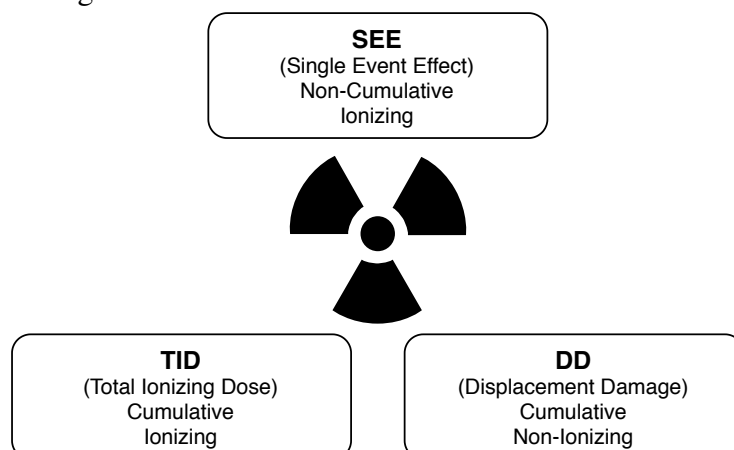 SEE
(Single Event Effect)
Non-Cumulative
Ionizing
TID
(Total Ionizing Dose)
Cumulative
Ionizing
DD
(Displacement Damage)
Cumulative
Non-Ionizing